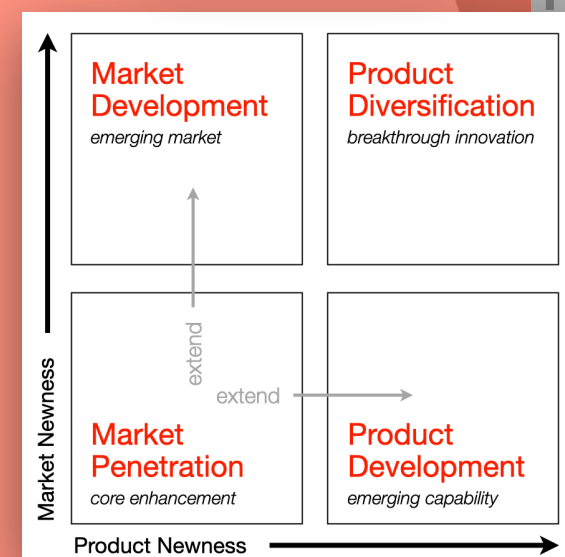 Market
Development
emerging market
Product
Diversification
breakthrough innovation
extend
extend
Market
Penetration
core enhancement
Product
Development
emerging capability
Market Newness
Product Newness